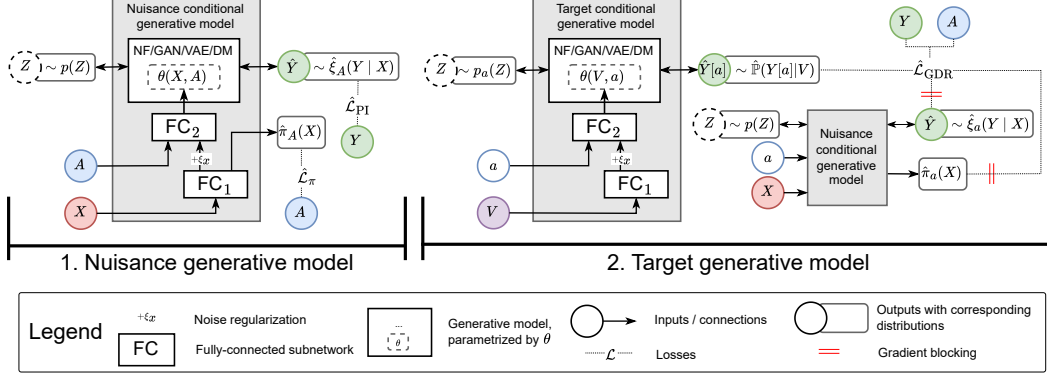 Nuisance conditional
generative model
NF/GAN/VAE/DM
θ(X, A)
Z ∼ p(Z)
Ŷ ∼ ξ̂_A(Y | X)
L̂_PI
Y
FC₂
+ξ_x
FC₁
π̂_A(X)
L̂_π
A
A
X
1. Nuisance generative model
Target conditional
generative model
NF/GAN/VAE/DM
θ(V, a)
Z ∼ p_a(Z)
Ŷ[a] ∼ P̂(Y[a]|V)
FC₂
+ξ_x
FC₁
a
V
Y A
L̂_GDR
Z ∼ p(Z)
Ŷ ∼ ξ̂_a(Y | X)
Nuisance
conditional
generative
model
a
X
π̂_a(X)
2. Target generative model
Legend
+ξ_x Noise regularization
FC Fully-connected subnetwork
...
θ
Generative model,
parametrized by θ
Inputs / connections
L Losses
Outputs with corresponding
distributions
Gradient blocking